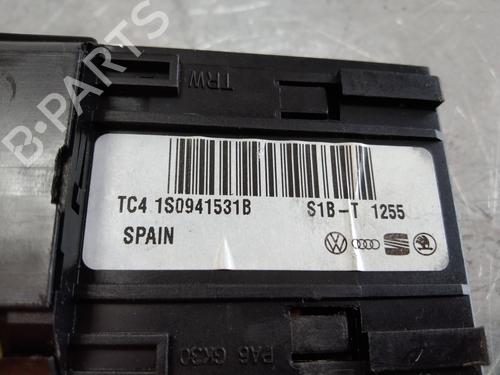 B-PARTS
TRW
TC4 1S0941531B S1B-T 1255
SPAIN
PA6 GK30